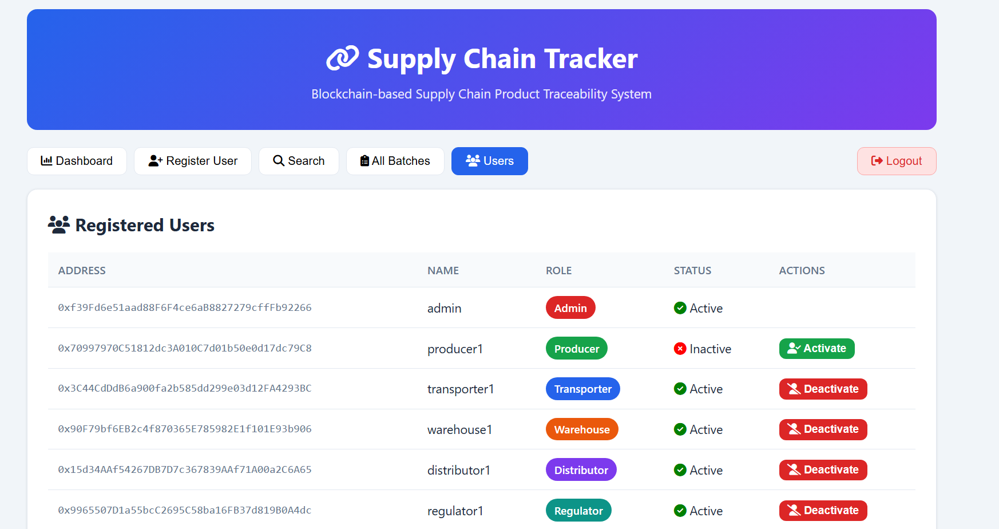 Supply Chain Tracker
Blockchain-based Supply Chain Product Traceability System
Dashboard Register User Search All Batches Users Logout
Registered Users
ADDRESS NAME ROLE STATUS ACTIONS
0xf39Fd6e51aad88F6F4ce6aB8827279cffFb92266 admin Admin Active
0x70997970C51812dc3A010C7d01b50e0d17dc79C8 producer1 Producer Inactive Activate
0x3C44CdDdB6a900fa2b585dd299e03d12FA4293BC transporter1 Transporter Active Deactivate
0x90F79bf6EB2c4f870365E785982E1f101E93b906 warehouse1 Warehouse Active Deactivate
0x15d34AAf54267DB7D7c367839AAf71A00a2C6A65 distributor1 Distributor Active Deactivate
0x9965507D1a55bcC2695C58ba16FB37d819B0A4dc regulator1 Regulator Active Deactivate